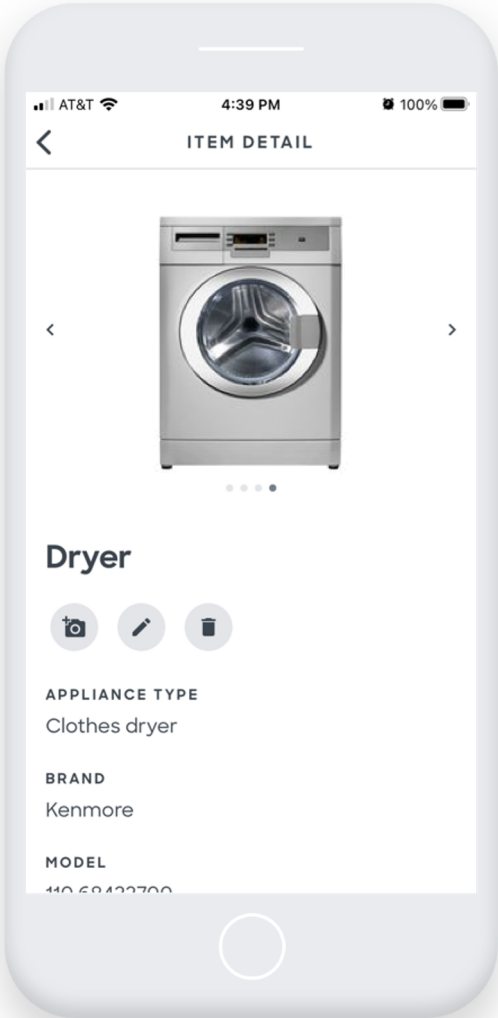 AT&T 4:39 PM 100%
ITEM DETAIL
Dryer
APPLIANCE TYPE
Clothes dryer
BRAND
Kenmore
MODEL